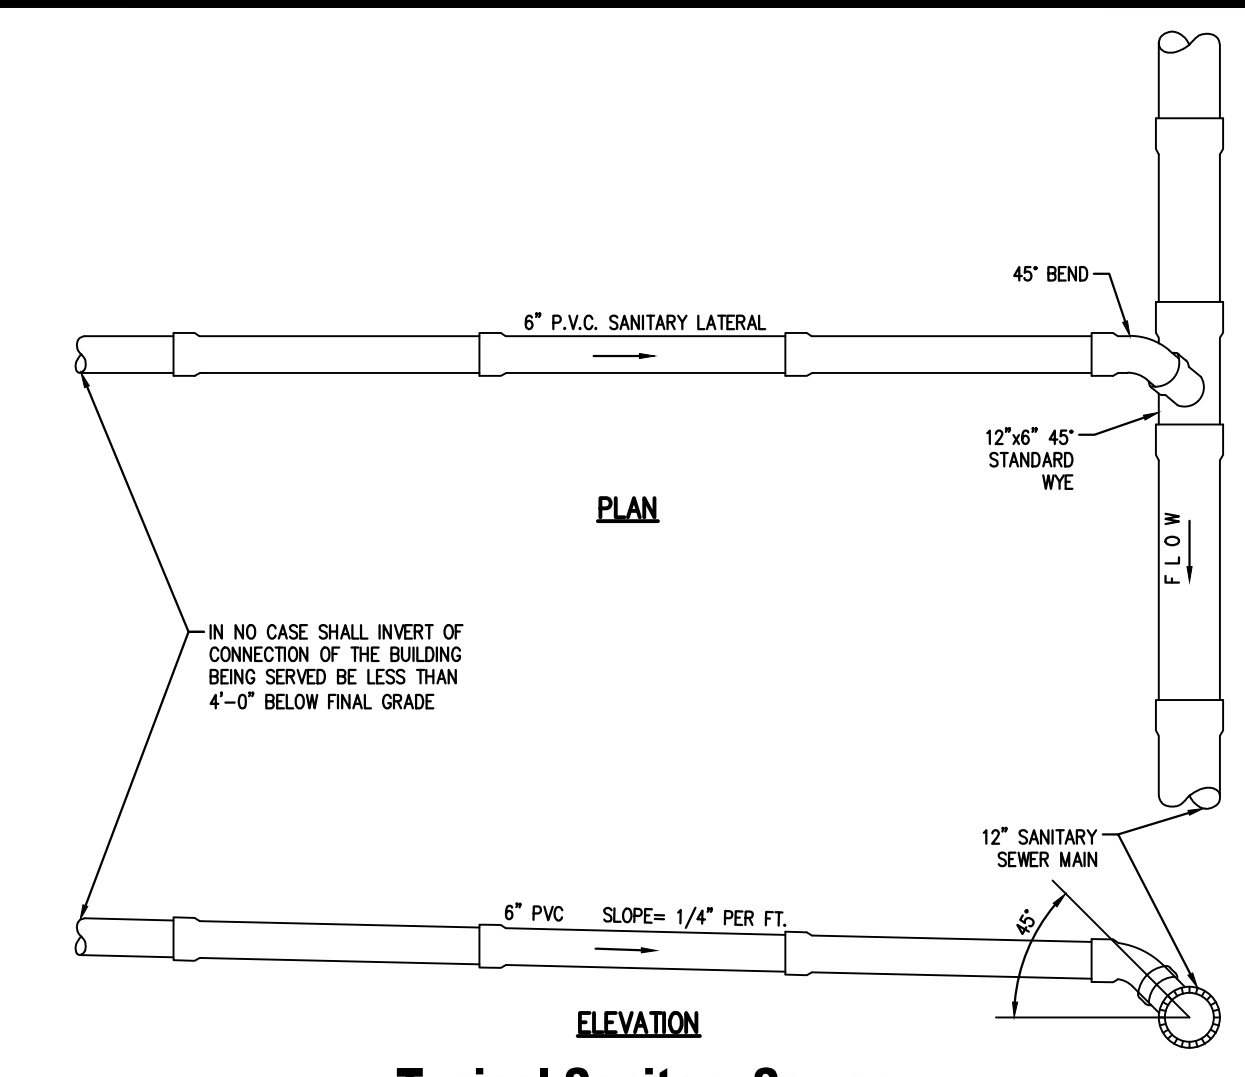 45° BEND
6" P.V.C. SANITARY LATERAL
12"x6" 45°
STANDARD
WYE
PLAN
FLOW
IN NO CASE SHALL INVERT OF
CONNECTION OF THE BUILDING
BEING SERVED BE LESS THAN
4'-0" BELOW FINAL GRADE
12" SANITARY
SEWER MAIN
6" PVC SLOPE= 1/4" PER FT.
45°
ELEVATION